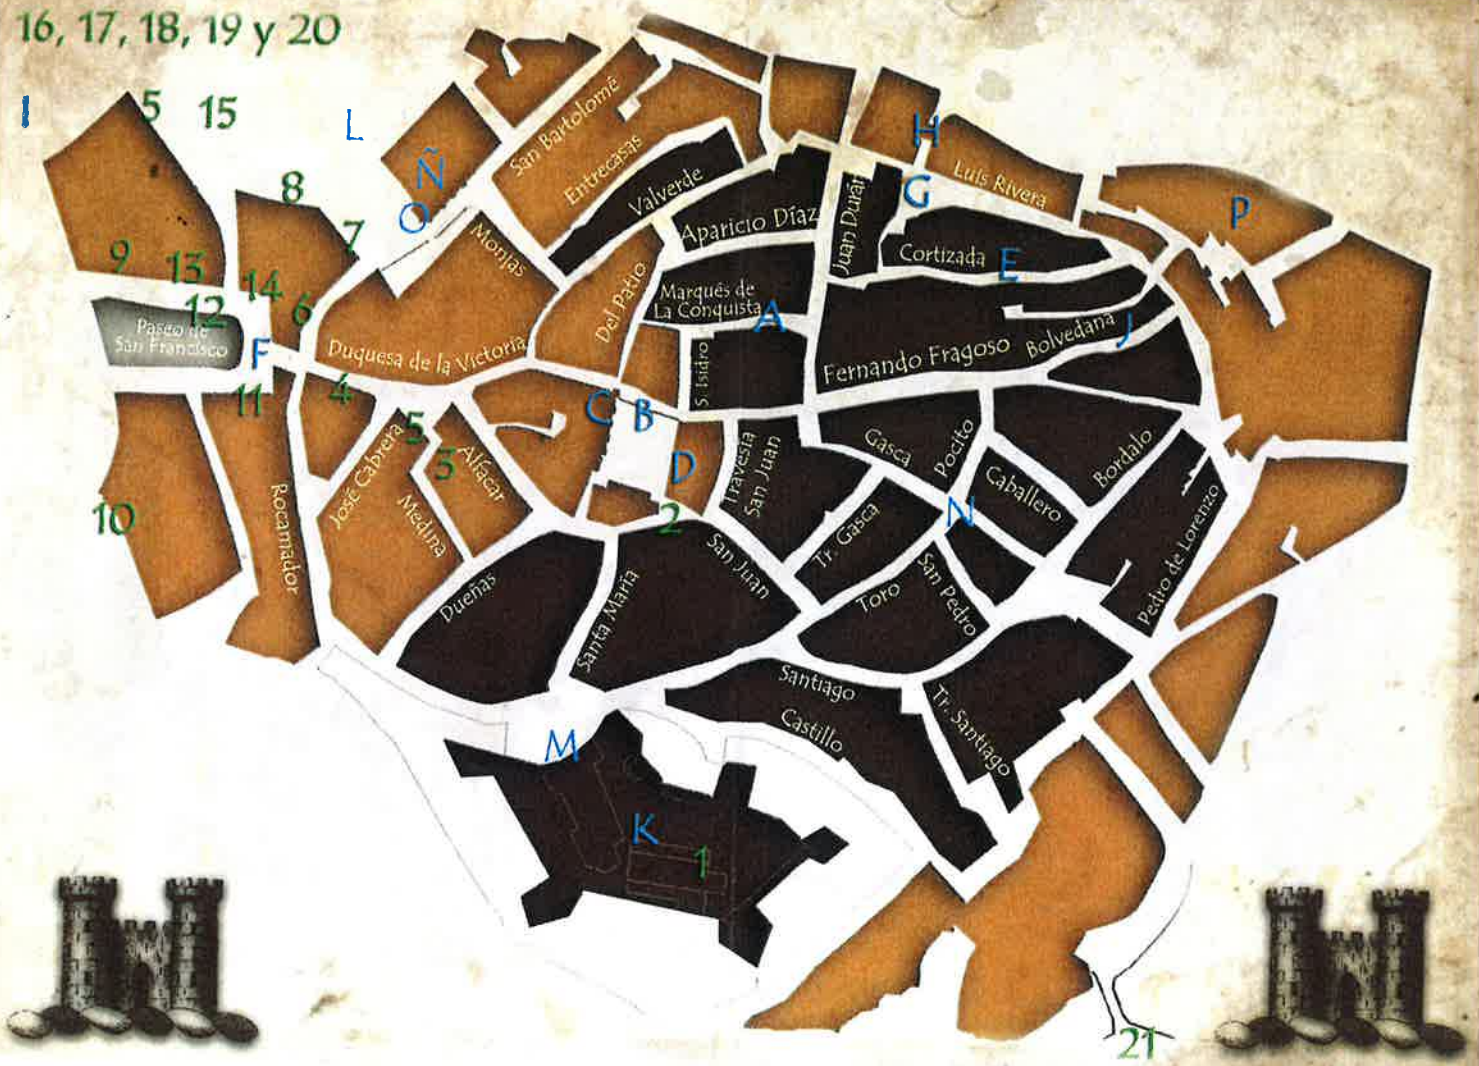 16, 17, 18, 19 y 20
I
5
15
L
Ñ
O
San Bartolomé
Entrecasas
Valverde
H
G
Luis Rivera
P
8
7
Monjas
Aparicio Díaz
Juan Durán
Cortizada
E
9
13
14
12
6
Paseo de
San Francisco
F
Duquesa de la Victoria
Del Patio
Marqués de
La Conquista
A
S. Isidro
Fernando Fragoso
Bolvedana
J
11
4
C
B
5
3
D
José Cabrera
Medina
Alfacar
Travesía
San Juan
Gasca
Pocito
Bordalo
Caballero
10
Rocamador
2
N
Tr. Gasca
Pedro de Lorenzo
Dueñas
Santa María
San Juan
Toro
San Pedro
Santiago
Castillo
Tr. Santiago
M
K
1
21